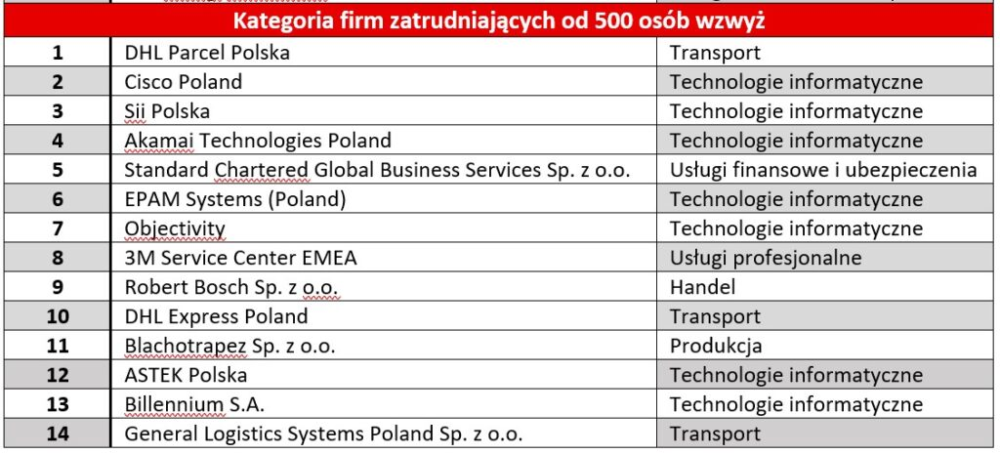 Kategoria firm zatrudniających od 500 osób wzwyż
1 DHL Parcel Polska Transport
2 Cisco Poland Technologie informatyczne
3 Sii Polska Technologie informatyczne
4 Akamai Technologies Poland Technologie informatyczne
5 Standard Chartered Global Business Services Sp. z o.o. Usługi finansowe i ubezpieczenia
6 EPAM Systems (Poland) Technologie informatyczne
7 Objectivity Technologie informatyczne
8 3M Service Center EMEA Usługi profesjonalne
9 Robert Bosch Sp. z o.o. Handel
10 DHL Express Poland Transport
11 Blachotrapez Sp. z o.o. Produkcja
12 ASTEK Polska Technologie informatyczne
13 Billennium S.A. Technologie informatyczne
14 General Logistics Systems Poland Sp. z o.o. Transport